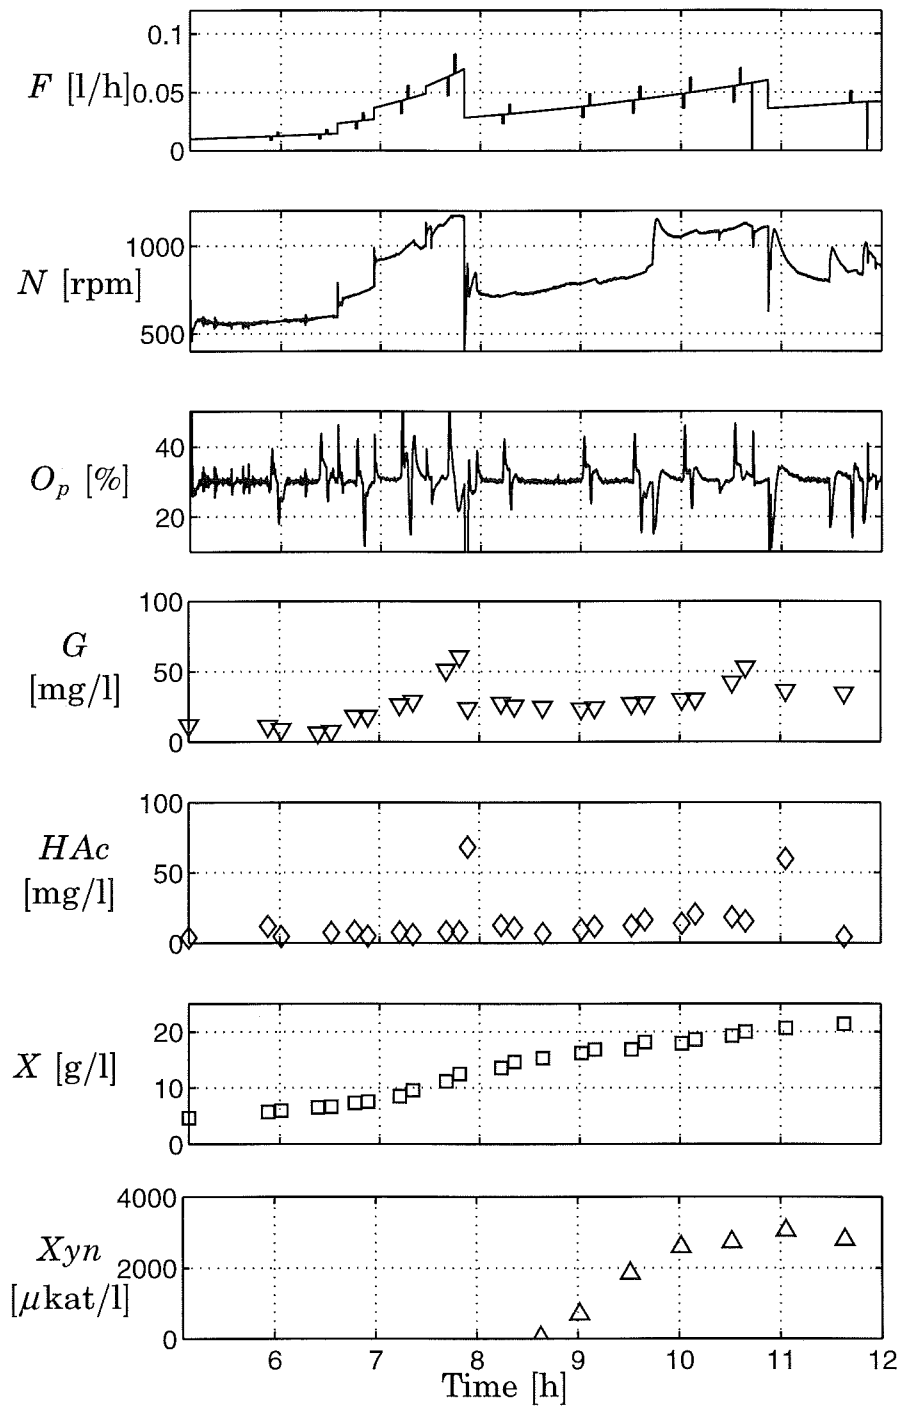 0.1
F [l/h] 0.05
0
1000
N [rpm]
500
40
O_p [%]
20
100
G
50
[mg/l]
0
100
HAc
50
[mg/l]
0
20
X [g/l]
10
0
4000
Xyn
2000
[μkat/l]
0
6 7 8 9 10 11 12
Time [h]